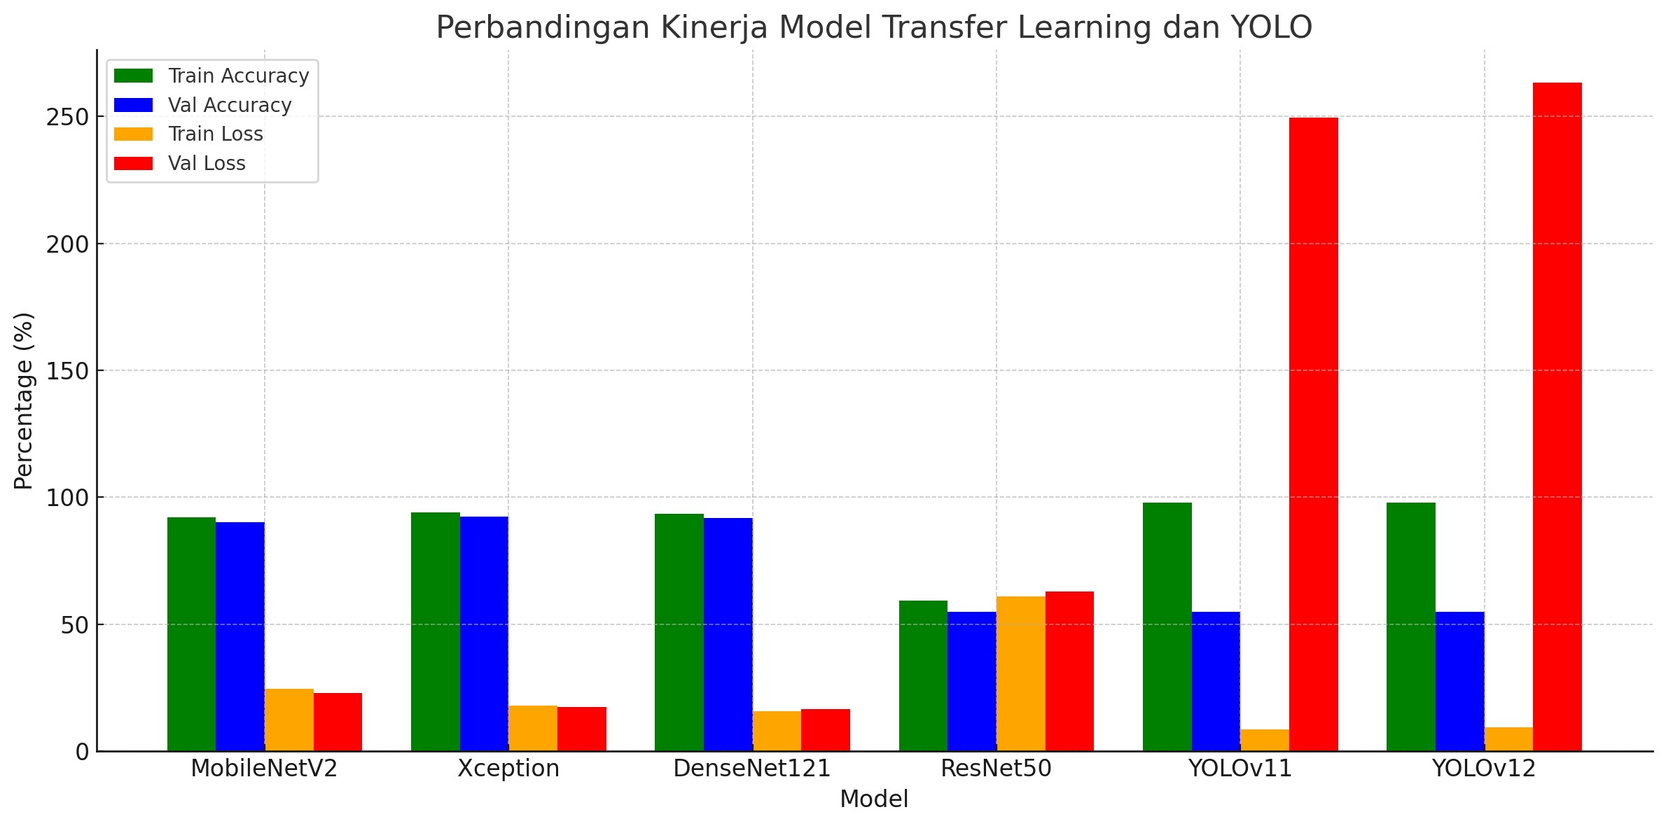 Perbandingan Kinerja Model Transfer Learning dan YOLO
Train Accuracy
Val Accuracy
Train Loss
Val Loss
Percentage (%)
250
200
150
100
50
0
MobileNetV2
Xception
DenseNet121
ResNet50
YOLOv11
YOLOv12
Model